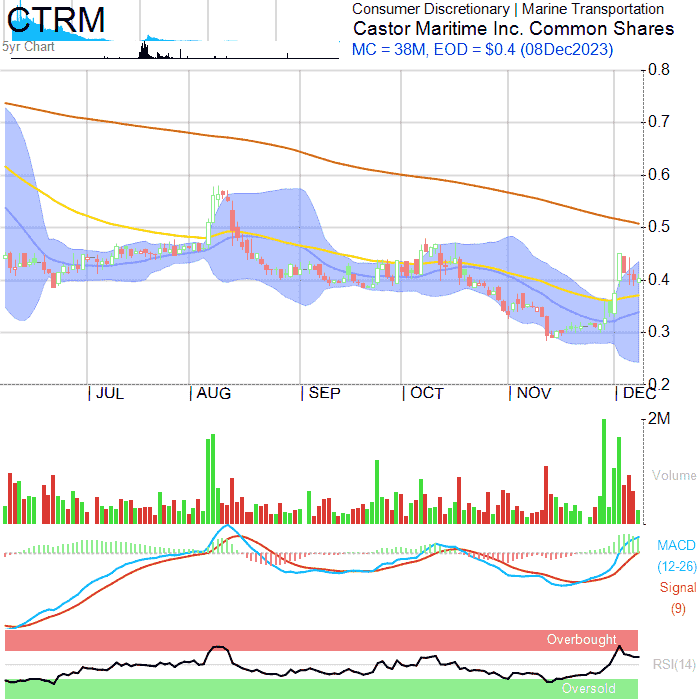 CTRM
5yr Chart
Consumer Discretionary | Marine Transportation
Castor Maritime Inc. Common Shares
MC = 38M, EOD = $0.4 (08Dec2023)
0.8
0.7
0.6
0.5
0.4
0.3
0.2
JUL AUG SEP OCT NOV DEC
2M
Volume
MACD
(12-26)
Signal
(9)
Overbought
RSI(14)
Oversold